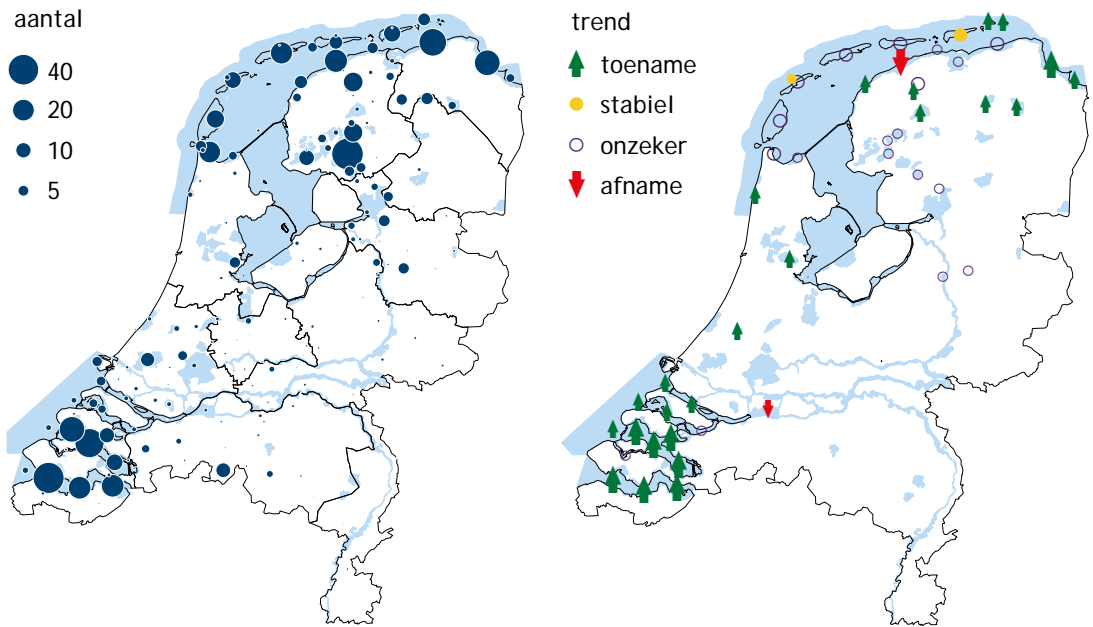 aantal
40
20
10
5
trend
toename
stabiel
onzeker
afname